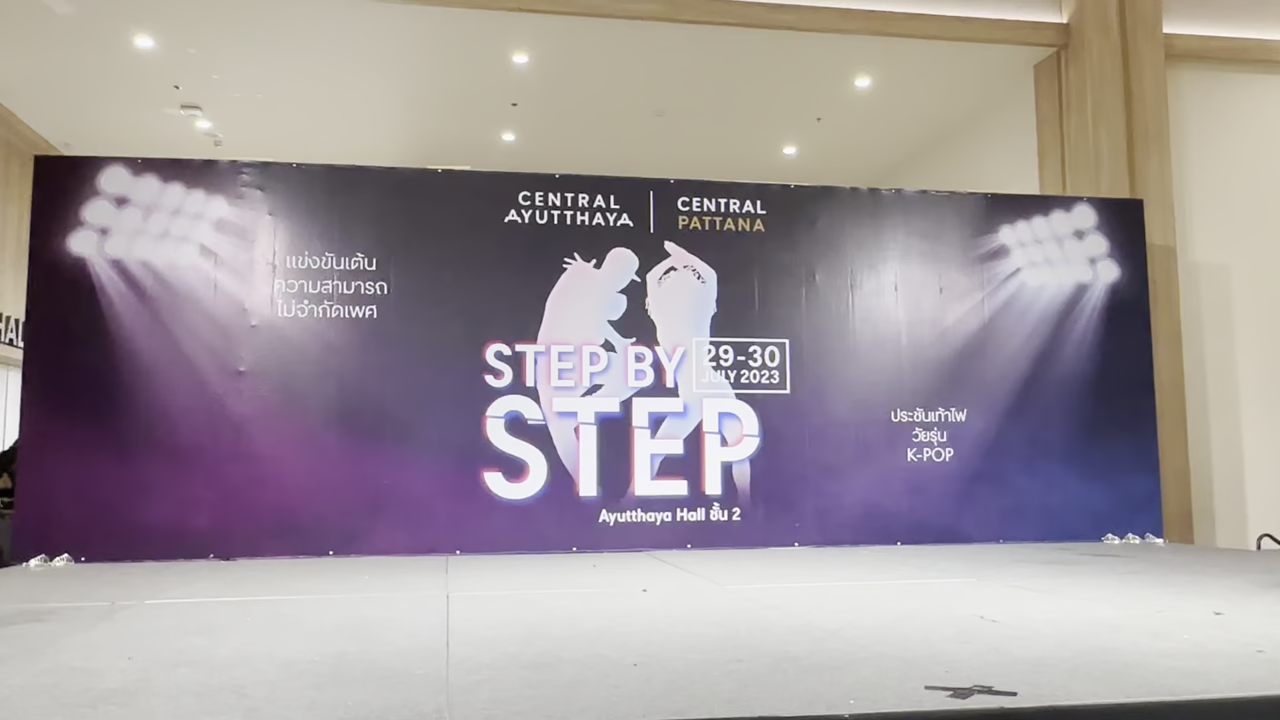 CENTRAL
AYUTTHAYA
CENTRAL
PATTANA
แข่งขันเต้น
ความสามารถ
ไม่จำกัดเพศ
STEP BY
29-30
JULY 2023
STEP
ประชันเท้าไฟ
วัยรุ่น
K-POP
Ayutthaya Hall ชั้น 2